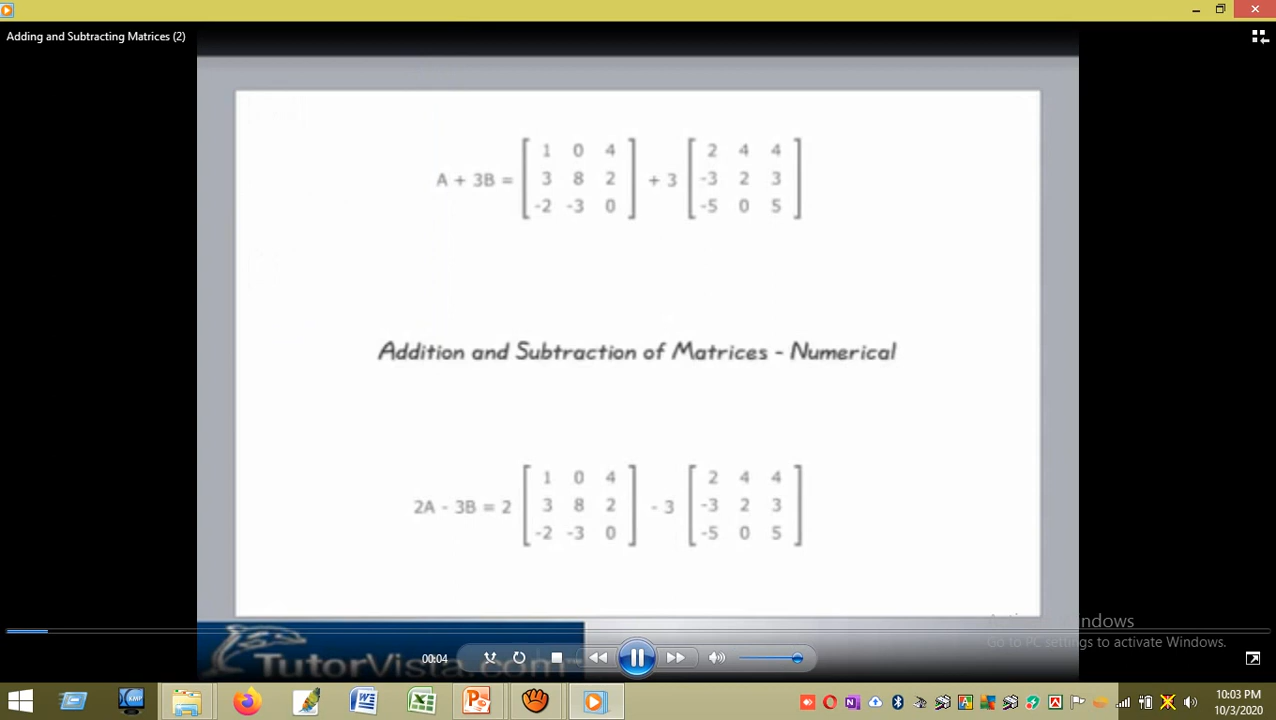 Adding and Subtracting Matrices (2)
A + 3B = [ 1 0 4 ] + 3 [ 2 4 4 ]
3 8 2 -3 2 3
-2 -3 0 -5 0 5
Addition and Subtraction of Matrices - Numerical
2A - 3B = 2 [ 1 0 4 ] - 3 [ 2 4 4 ]
3 8 2 -3 2 3
-2 -3 0 -5 0 5
Go to PC settings to activate Windows.
TutorVista.com
00:04
10:03 PM
10/3/2020